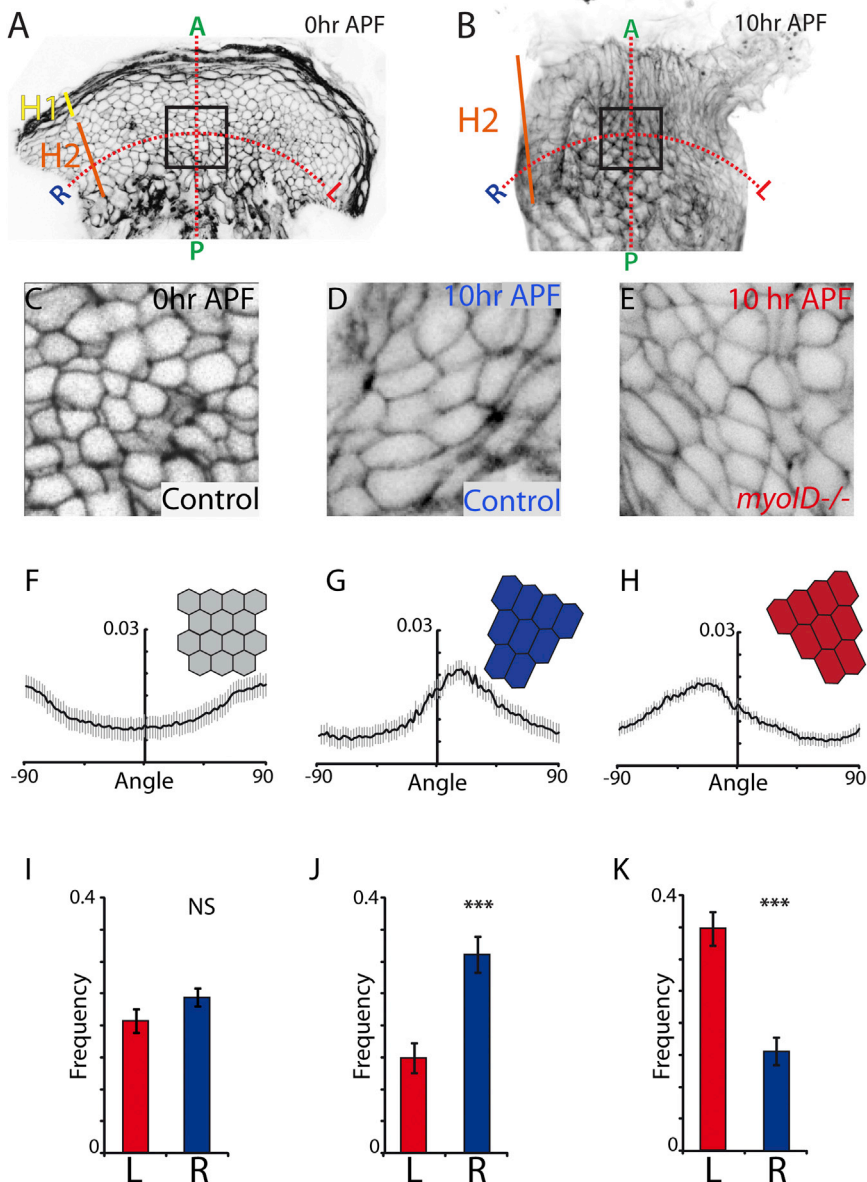 A
0hr APF
A
H1
H2
R
L
P
B
10hr APF
A
H2
R
L
P
C
0hr APF
Control
D
10hr APF
Control
E
10 hr APF
myoID-/-
F
0.03
-90
Angle
90
G
0.03
-90
Angle
90
H
0.03
-90
Angle
90
I
0.4
NS
Frequency
0
L
R
J
0.4
***
Frequency
0
L
R
K
0.4
***
Frequency
0
L
R